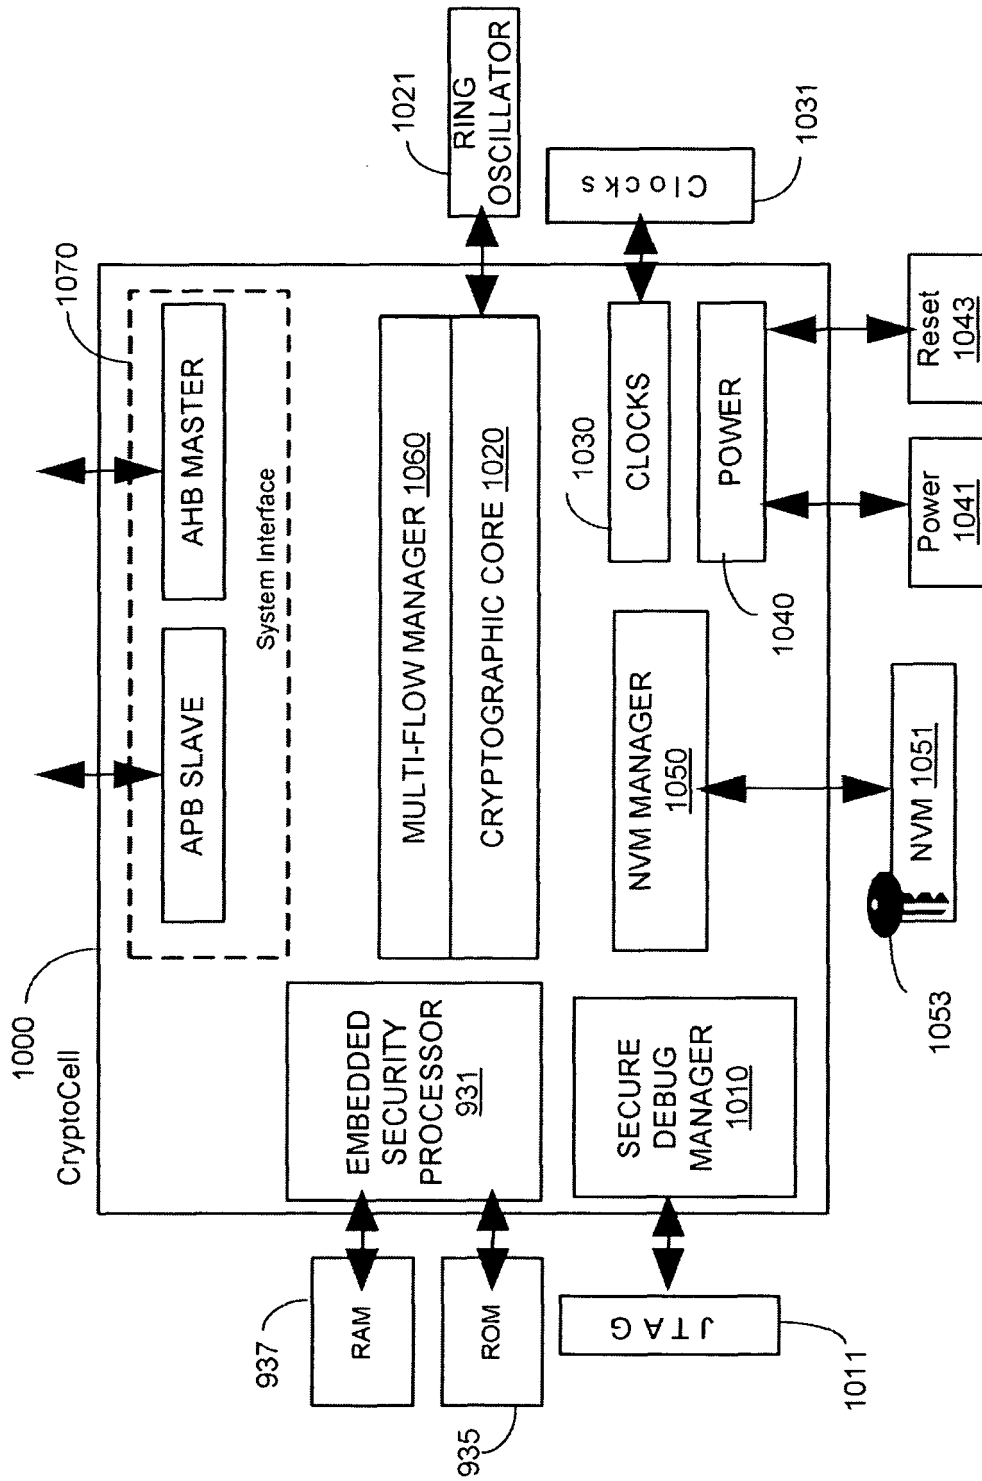 1000
CryptoCell
1070
APB SLAVE
AHB MASTER
System Interface
937
RAM
EMBEDDED
SECURITY
PROCESSOR
931
MULTI-FLOW MANAGER 1060
CRYPTOGRAPHIC CORE 1020
1021
RING
OSCILLATOR
935
ROM
JTAG
1011
SECURE
DEBUG
MANAGER
1010
NVM MANAGER
1050
1030
CLOCKS
Clocks
1031
POWER
1040
1053
NVM 1051
Power
1041
Reset
1043